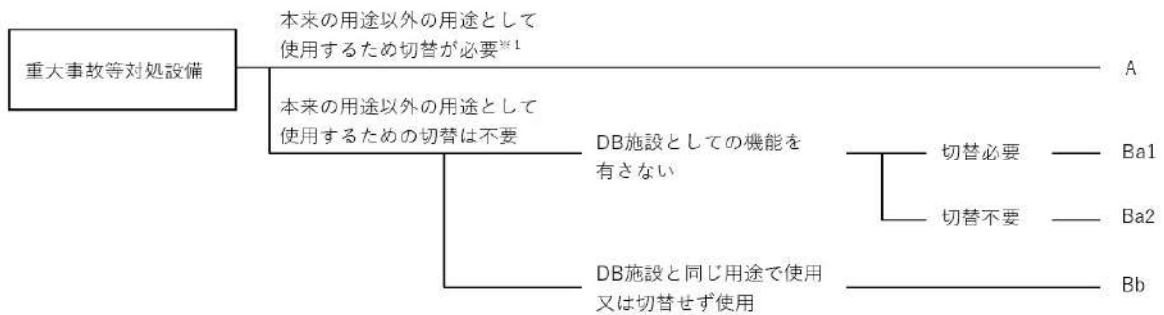 本来の用途以外の用途として
使用するため切替が必要※1
重大事故等対処設備
A
本来の用途以外の用途として
使用するための切替は不要
DB施設としての機能を
有さない
切替必要
Ba1
切替不要
Ba2
DB施設と同じ用途で使用
又は切替せず使用
Bb